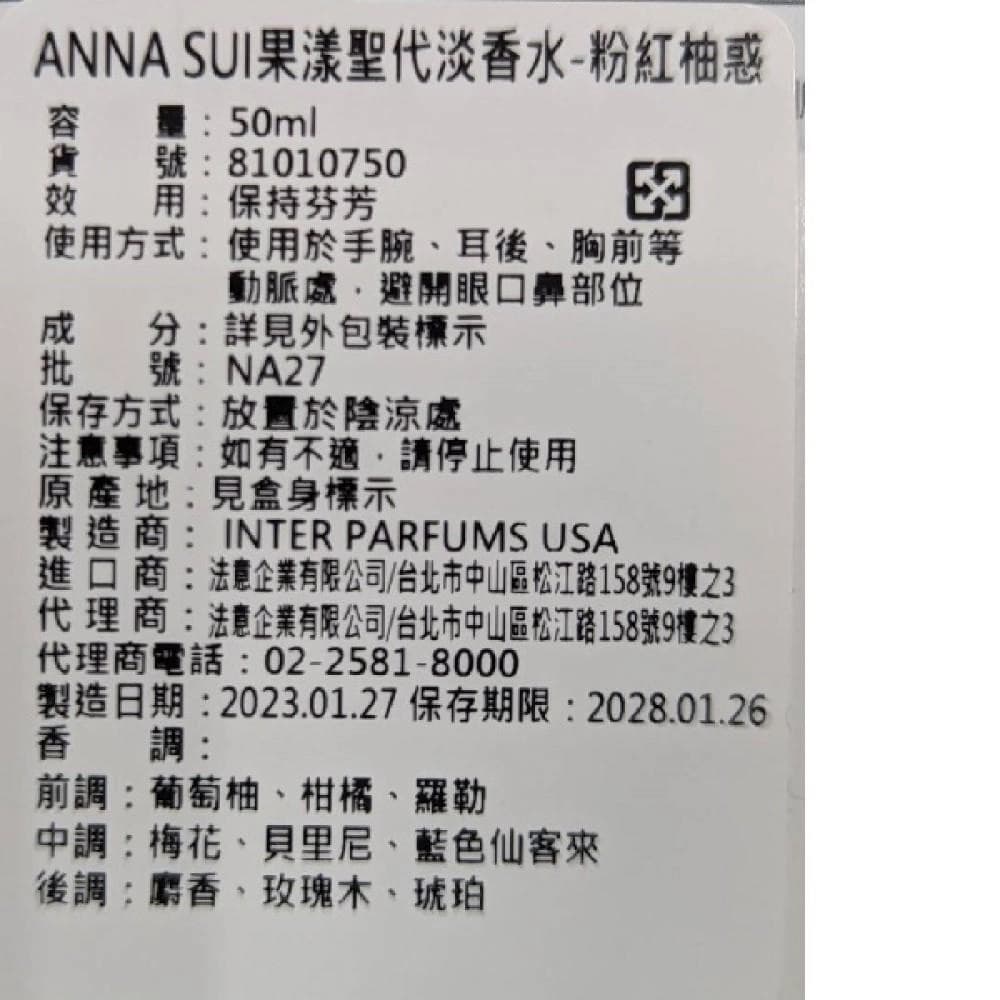 ANNA SUI果漾聖代淡香水-粉紅柚惑
容 量：50ml
貨 號：81010750
效 用：保持芬芳
使用方式：使用於手腕、耳後、胸前等
動脈處，避開眼口鼻部位
成 分：詳見外包裝標示
批 號：NA27
保存方式：放置於陰涼處
注意事項：如有不適，請停止使用
原 產 地：見盒身標示
製 造 商： INTER PARFUMS USA
進 口 商：法意企業有限公司/台北市中山區松江路158號9樓之3
代 理 商：法意企業有限公司/台北市中山區松江路158號9樓之3
代理商電話：02-2581-8000
製造日期：2023.01.27 保存期限：2028.01.26
香 調：
前調：葡萄柚、柑橘、羅勒
中調：梅花、貝里尼、藍色仙客來
後調：麝香、玫瑰木、琥珀